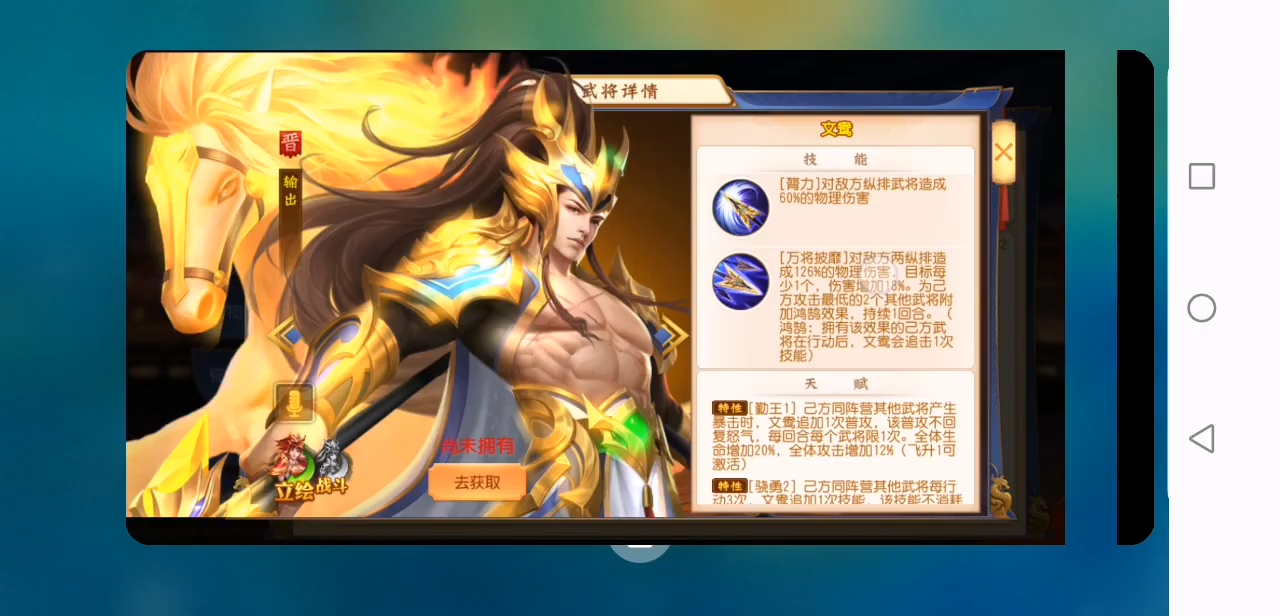 武将详情
文鸯
晋
输出
技 能
[膂力]对敌方纵排武将造成
60%的物理伤害
[万将披靡]对敌方两纵排造
成126%的物理伤害，目标每
少1个，伤害增加18%。为己
方攻击最低的2个其他武将附
加鸿鹄效果，持续1回合。（
鸿鹄：拥有该效果的己方武
将在行动后，文鸯会追击1次
技能）
天 赋
特性[勤王1] 己方同阵营其他武将产生
暴击时，文鸯追加1次普攻，该普攻不回
复怒气，每回合每个武将限1次。全体生
命增加20%，全体攻击增加12%（飞升1可
激活）
特性[骁勇2] 己方同阵营其他武将每行
动3次，文鸯追加1次技能，该技能不消耗
尚未拥有
去获取
立绘
战斗